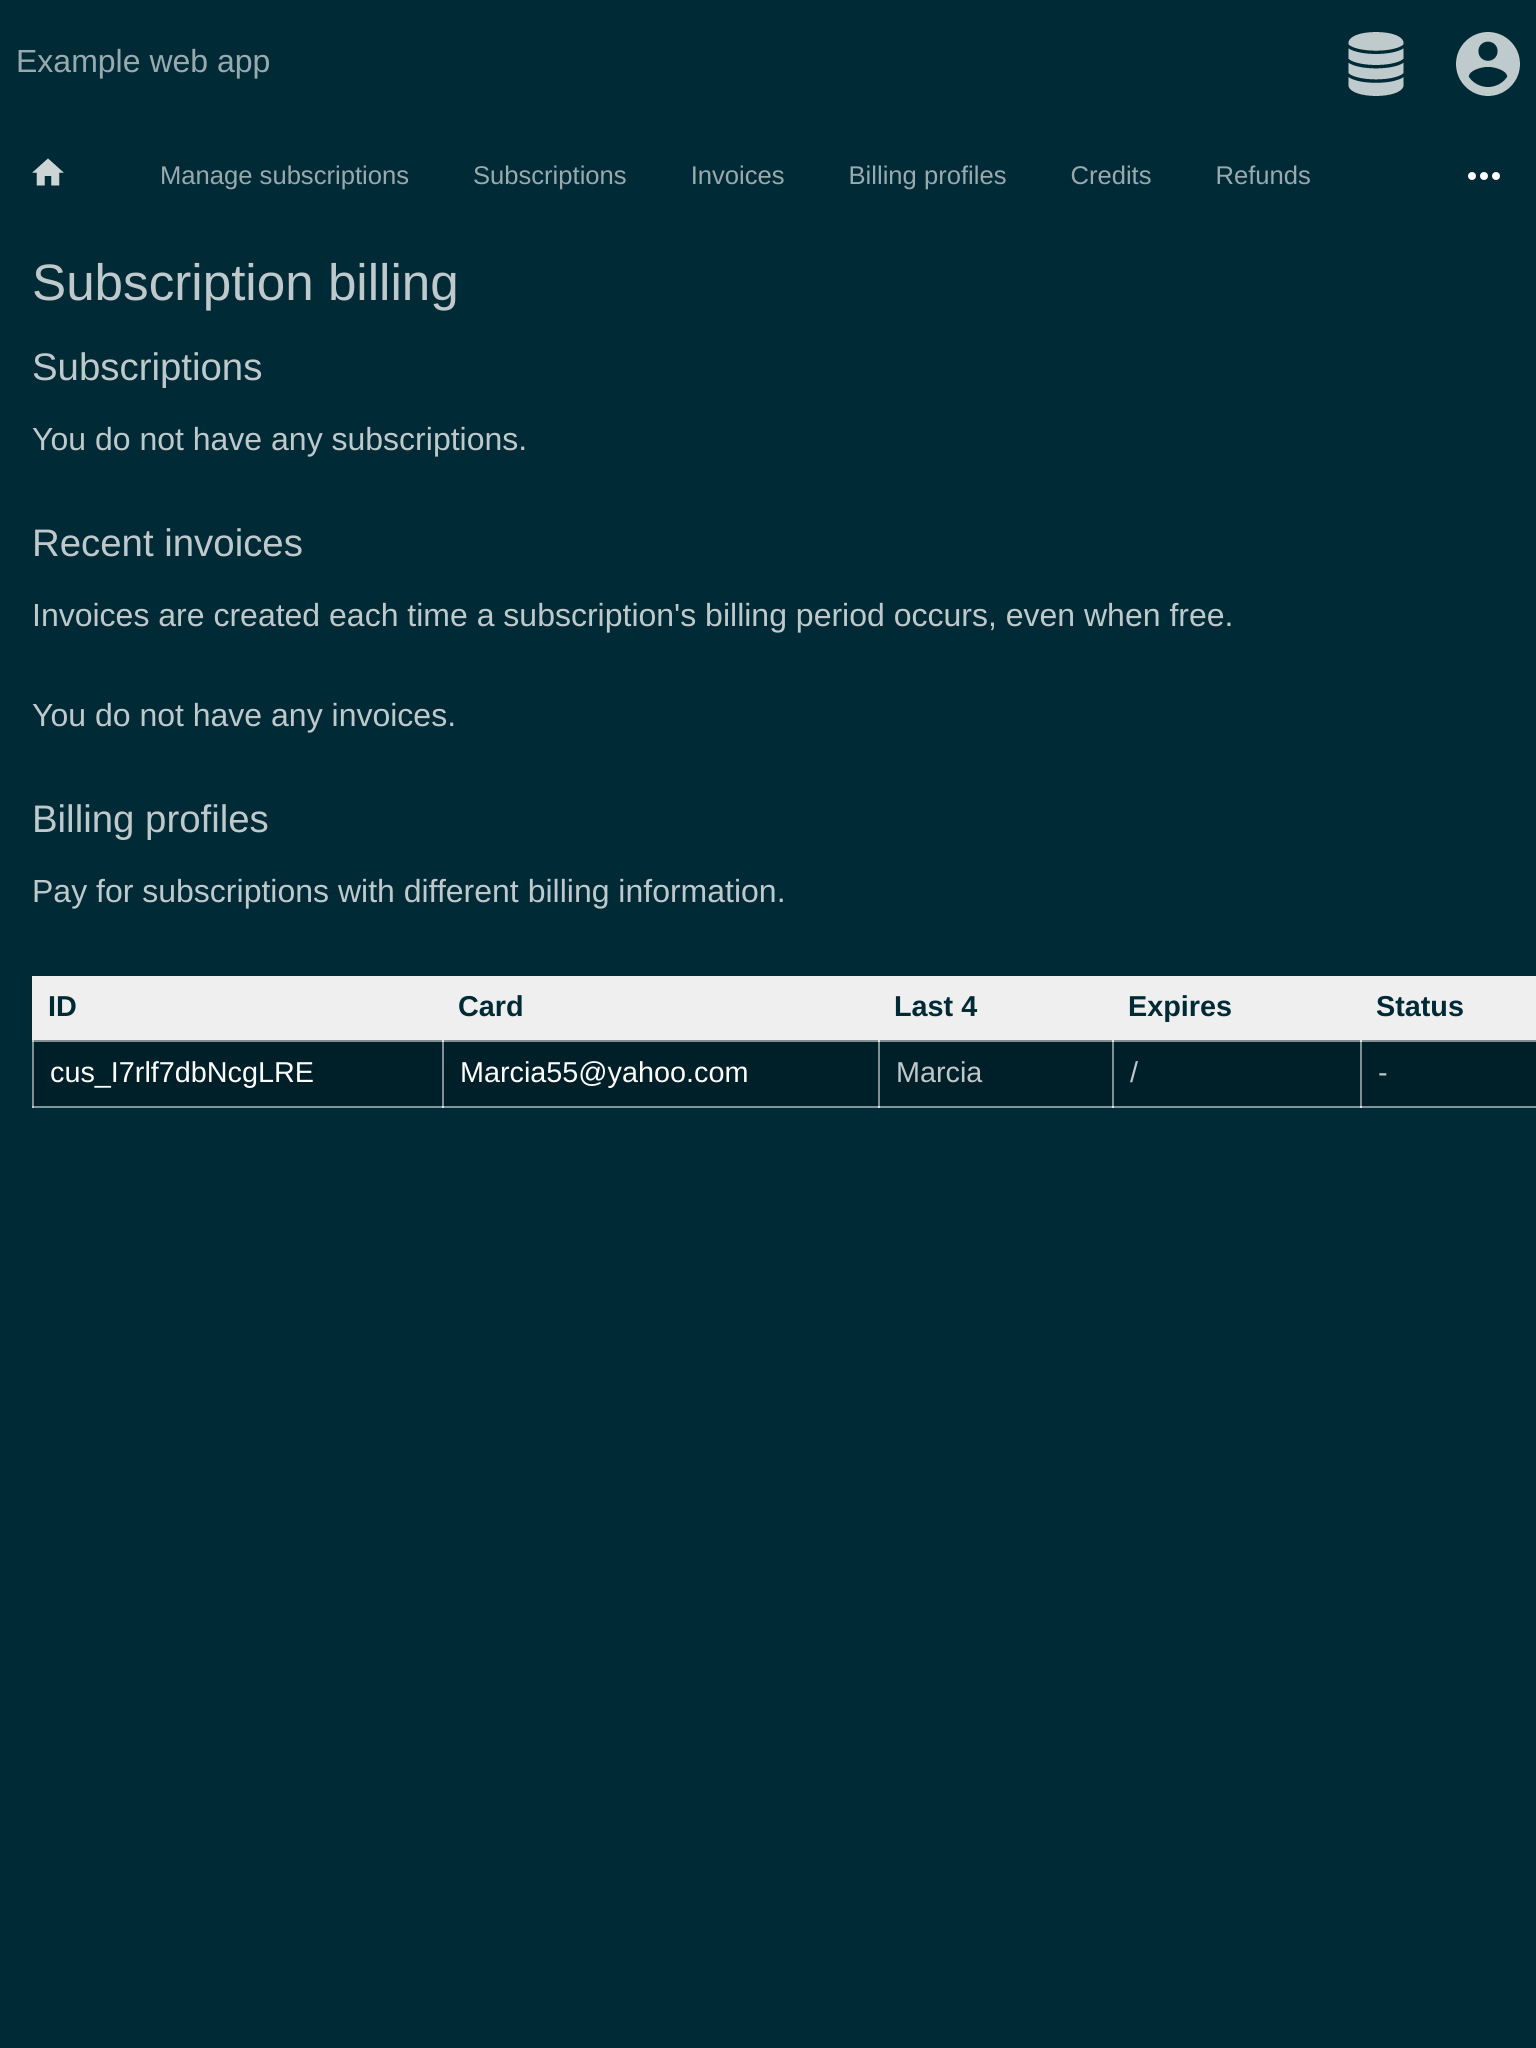 Example web app
Manage subscriptions Subscriptions Invoices Billing profiles Credits Refunds
Subscription billing
Subscriptions
You do not have any subscriptions.
Recent invoices
Invoices are created each time a subscription's billing period occurs, even when free.
You do not have any invoices.
Billing profiles
Pay for subscriptions with different billing information.
ID Card Last 4 Expires Status
cus_I7rlf7dbNcgLRE Marcia55@yahoo.com Marcia / -